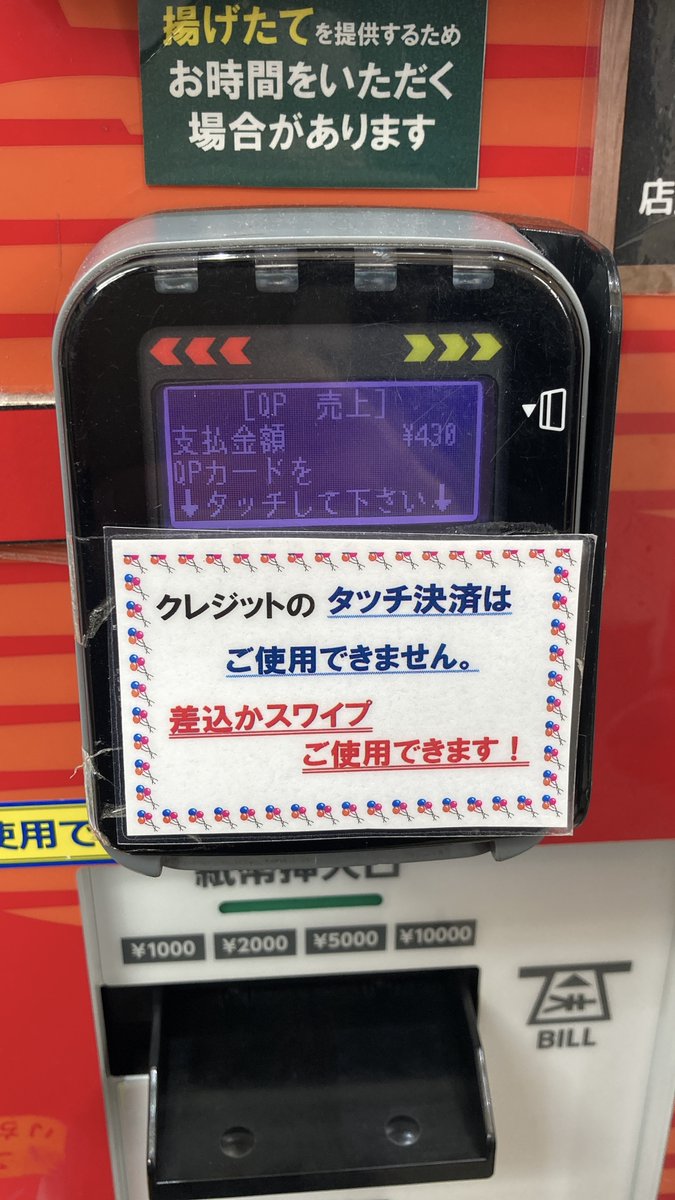 揚げたてを提供するため
お時間をいただく
場合があります
店
[QP 売上]
支払金額 ¥430
QPカードを
↓タッチして下さい↓
クレジットの タッチ決済は
ご使用できません。
差込かスワイプ
ご使用できます！
使用で
紙幣挿入口
¥1000 ¥2000 ¥5000 ¥10000
BILL